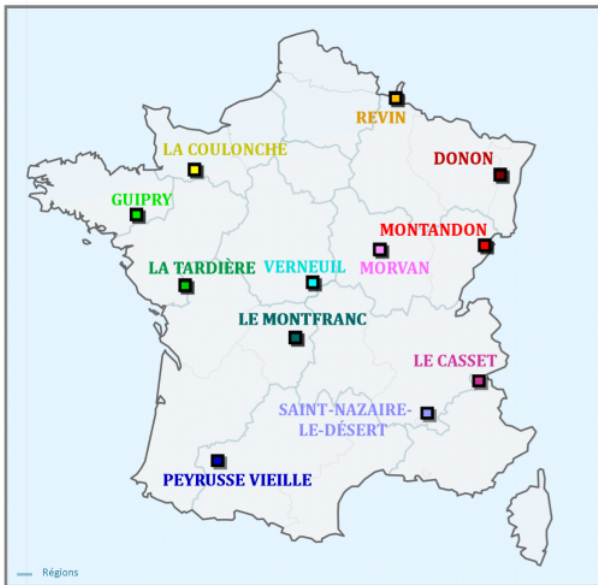 REVIN
LA COULONCHE
DONON
GUIPRY
MONTANDON
LA TARDIÈRE
VERNEUIL
MORVAN
LE MONTFRANC
LE CASSET
SAINT-NAZAIRE-
LE-DÉSERT
PEYRUSSE VIEILLE
Régions